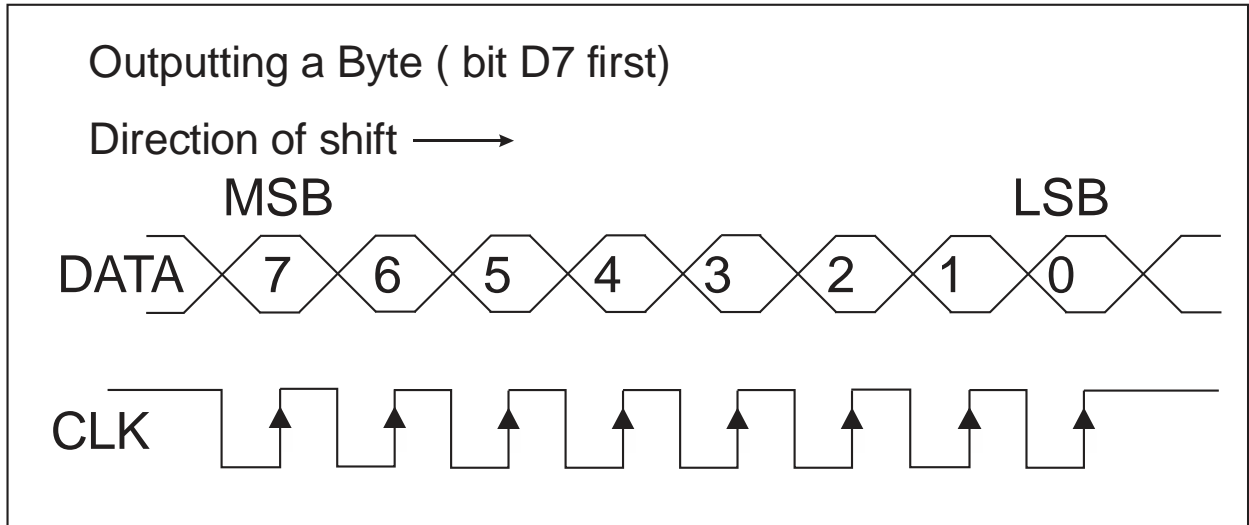 Outputting a Byte ( bit D7 first)
Direction of shift
MSB LSB
DATA 7 6 5 4 3 2 1 0
CLK